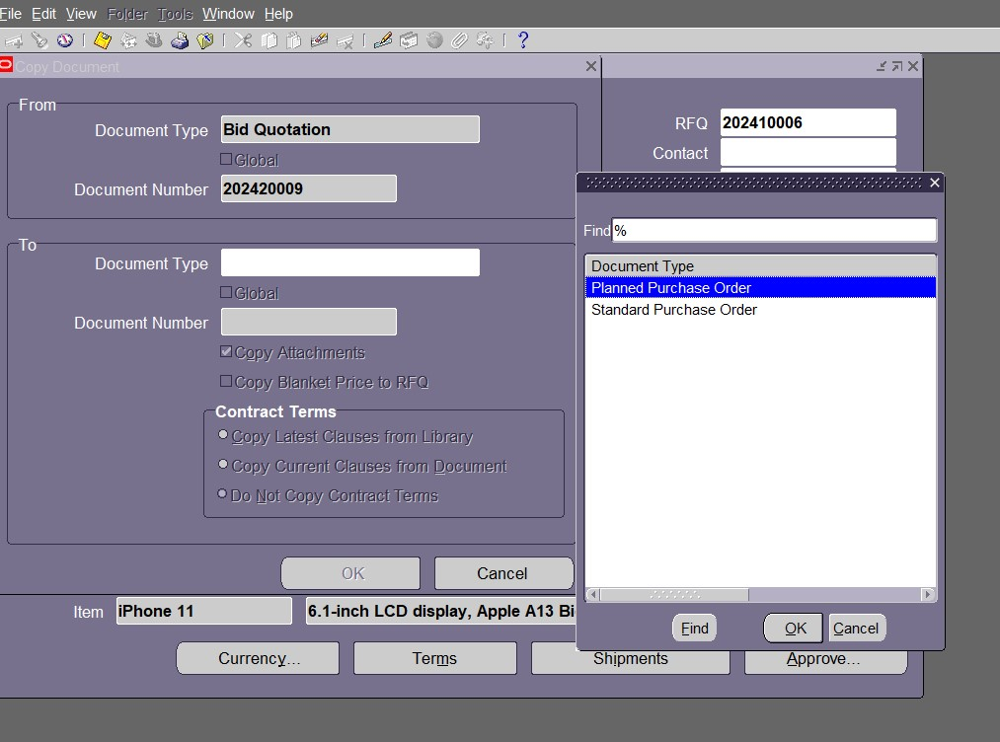 File Edit View Folder Tools Window Help
?
Copy Document
From
Document Type Bid Quotation
Global
Document Number 202420009
To
Document Type
Global
Document Number
Copy Attachments
Copy Blanket Price to RFQ
Contract Terms
Copy Latest Clauses from Library
Copy Current Clauses from Document
Do Not Copy Contract Terms
OK Cancel
RFQ 202410006
Contact
Find %
Document Type
Planned Purchase Order
Standard Purchase Order
Find OK Cancel
Item iPhone 11 6.1-inch LCD display, Apple A13 Bi
Currency... Terms Shipments Approve...